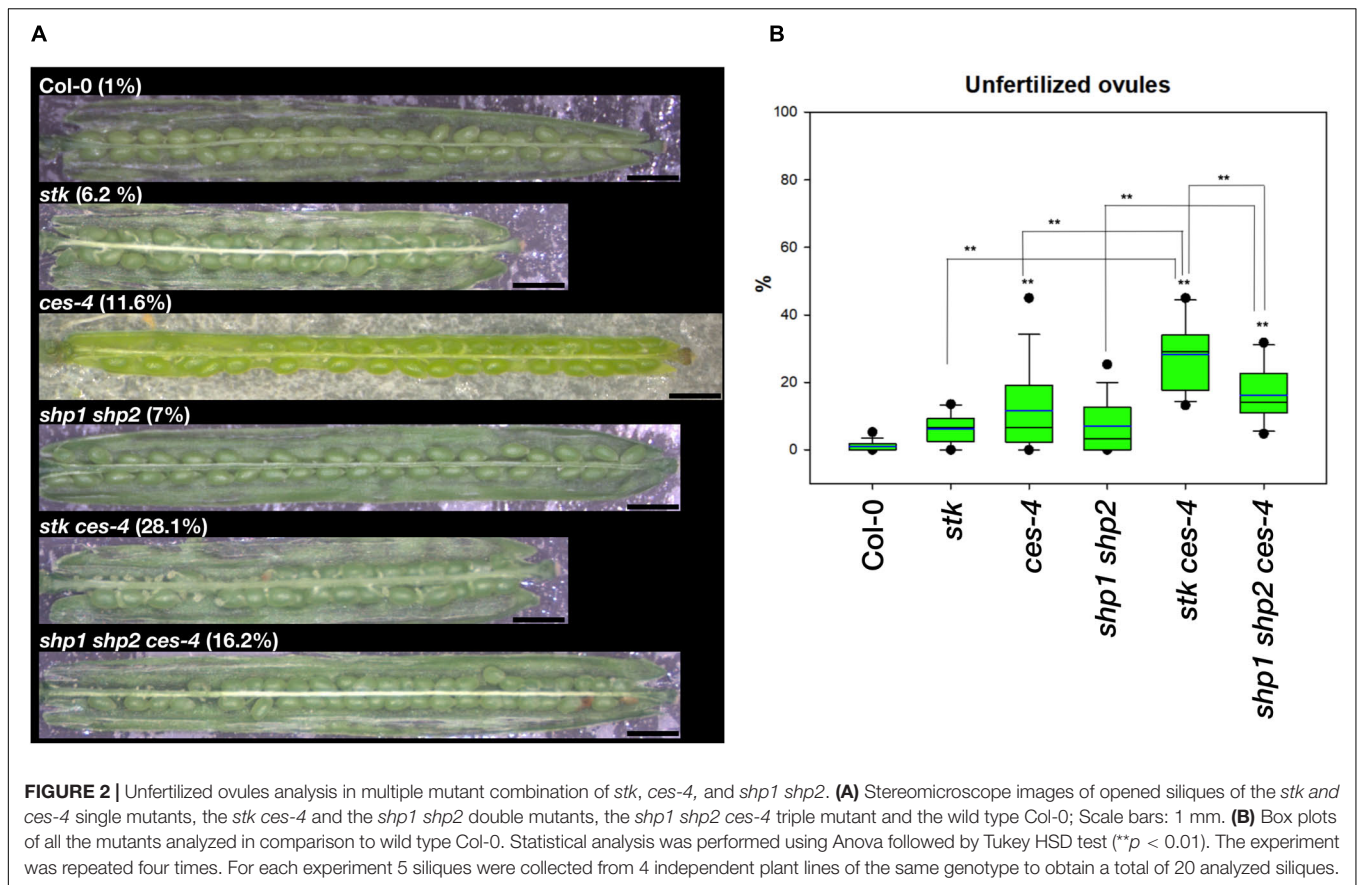 A
Col-0 (1%)
stk (6.2 %)
ces-4 (11.6%)
shp1 shp2 (7%)
stk ces-4 (28.1%)
shp1 shp2 ces-4 (16.2%)
B
Unfertilized ovules
100
80
60
40
20
0
%
**
**
**
**
**
**
**
Col-0
stk
ces-4
shp1 shp2
stk ces-4
shp1 shp2 ces-4
FIGURE 2 | Unfertilized ovules analysis in multiple mutant combination of stk, ces-4, and shp1 shp2. (A) Stereomicroscope images of opened siliques of the stk and
ces-4 single mutants, the stk ces-4 and the shp1 shp2 double mutants, the shp1 shp2 ces-4 triple mutant and the wild type Col-0; Scale bars: 1 mm. (B) Box plots
of all the mutants analyzed in comparison to wild type Col-0. Statistical analysis was performed using Anova followed by Tukey HSD test (**p < 0.01). The experiment
was repeated four times. For each experiment 5 siliques were collected from 4 independent plant lines of the same genotype to obtain a total of 20 analyzed siliques.